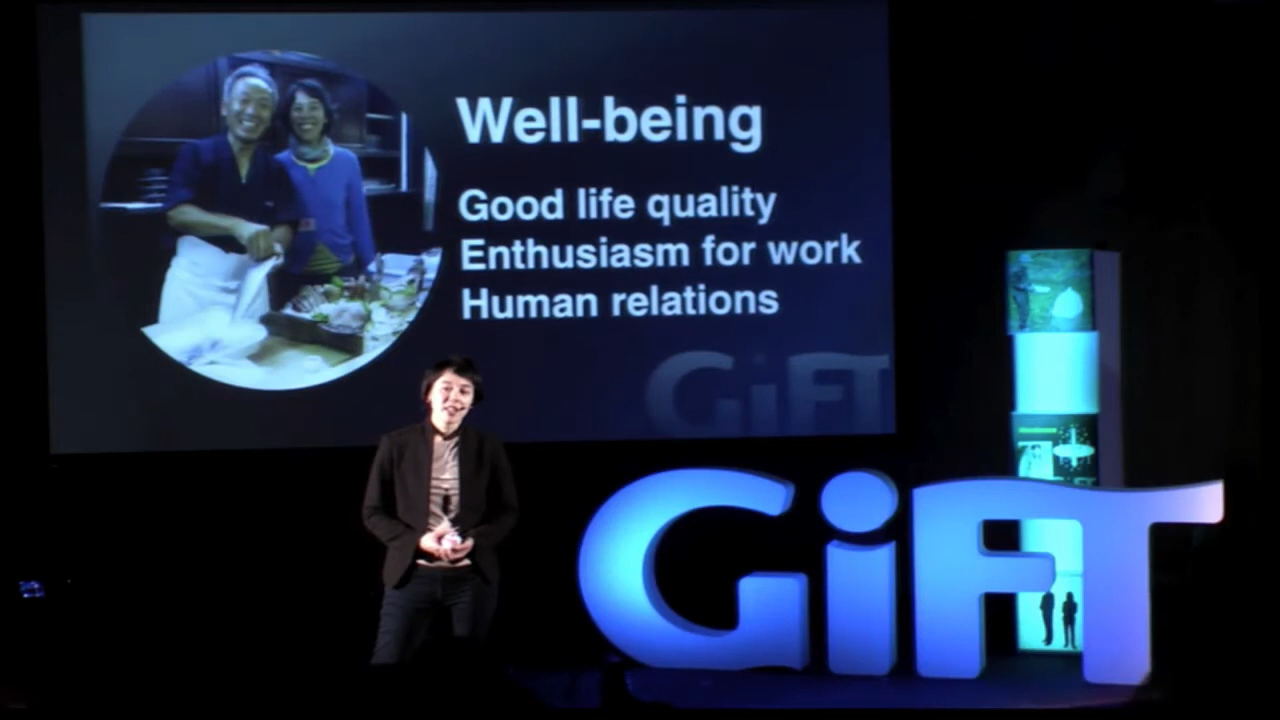 Well-being
Good life quality
Enthusiasm for work
Human relations
GiFT
GiFT